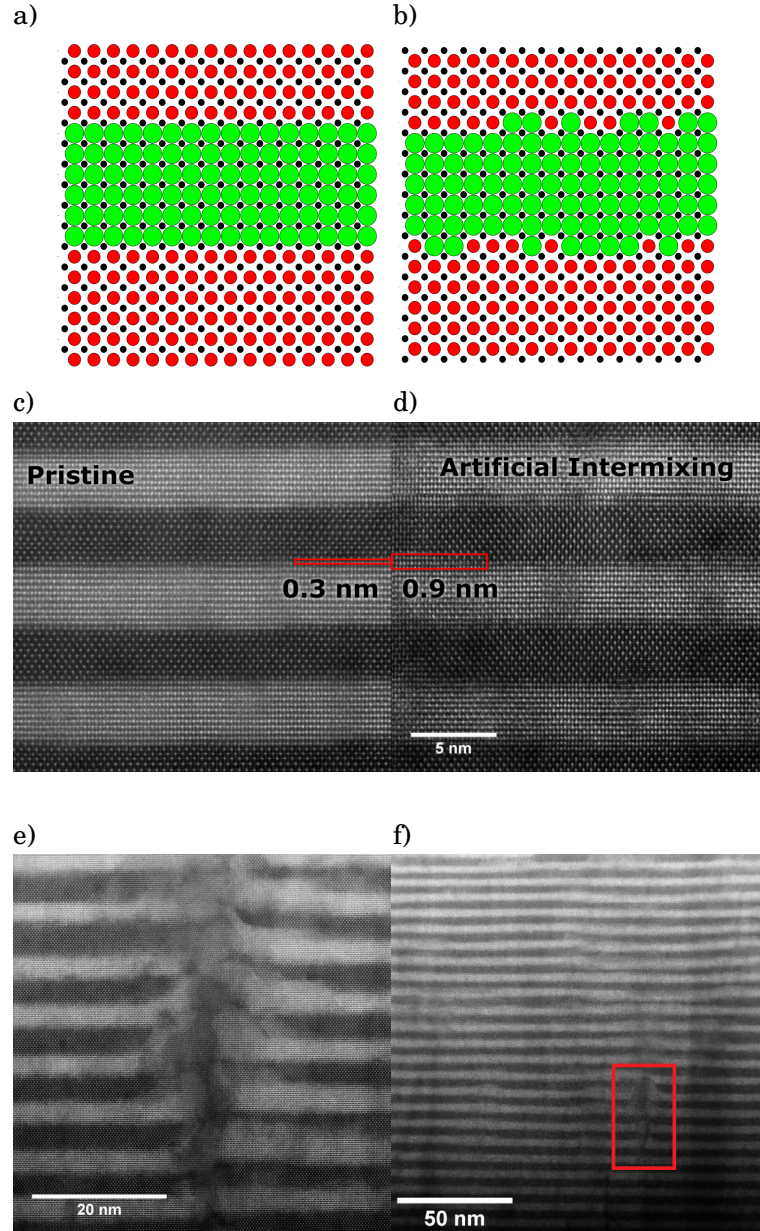 a)
b)
c)
d)
Pristine
Artificial Intermixing
0.3 nm
0.9 nm
5 nm
e)
f)
20 nm
50 nm